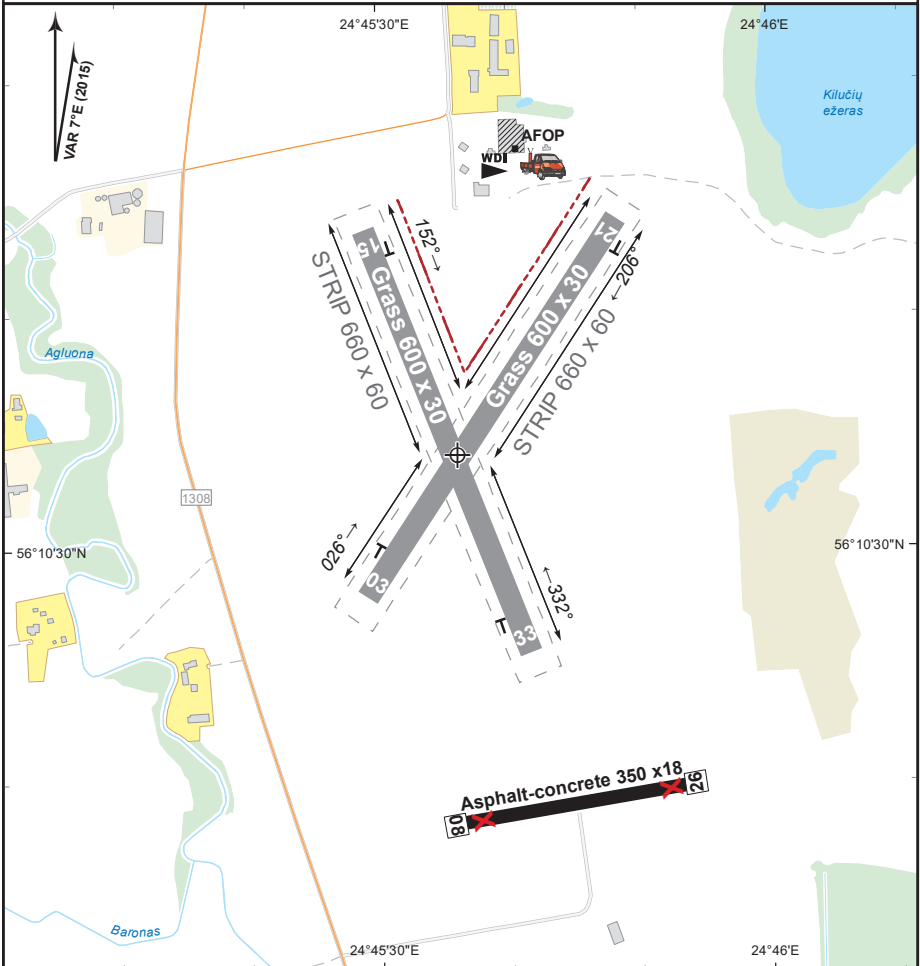 24°45'30"E
24°46'E
VAR 7°E (2015)
Kilučių
ežeras
AFOP
WDI
152°→
15
21
←206°
Grass 600 x 30
Grass 600 x 30
STRIP 660 x 60
STRIP 660 x 60
Agluona
1308
56°10'30"N
56°10'30"N
026°→
03
←332°
33
Asphalt-concrete 350 x18
08
26
Baronas
24°45'30"E
24°46'E